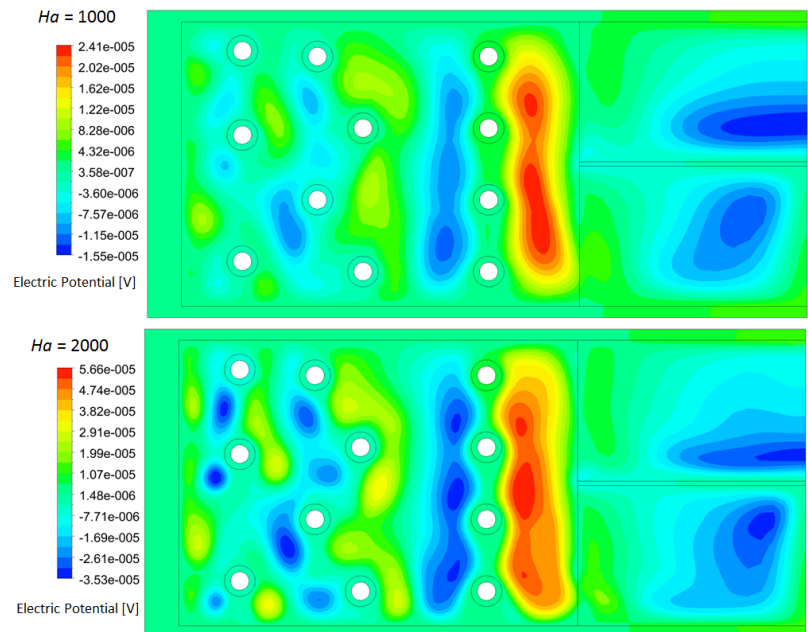 Ha = 1000
2.41e-005
2.02e-005
1.62e-005
1.22e-005
8.28e-006
4.32e-006
3.58e-007
-3.60e-006
-7.57e-006
-1.15e-005
-1.55e-005
Electric Potential [V]
Ha = 2000
5.66e-005
4.74e-005
3.82e-005
2.91e-005
1.99e-005
1.07e-005
1.48e-006
-7.71e-006
-1.69e-005
-2.61e-005
-3.53e-005
Electric Potential [V]